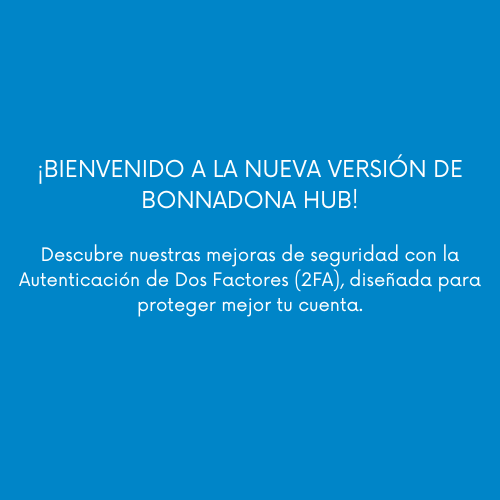 ¡BIENVENIDO A LA NUEVA VERSIÓN DE
BONNADONA HUB!
Descubre nuestras mejoras de seguridad con la
Autenticación de Dos Factores (2FA), diseñada para
proteger mejor tu cuenta.